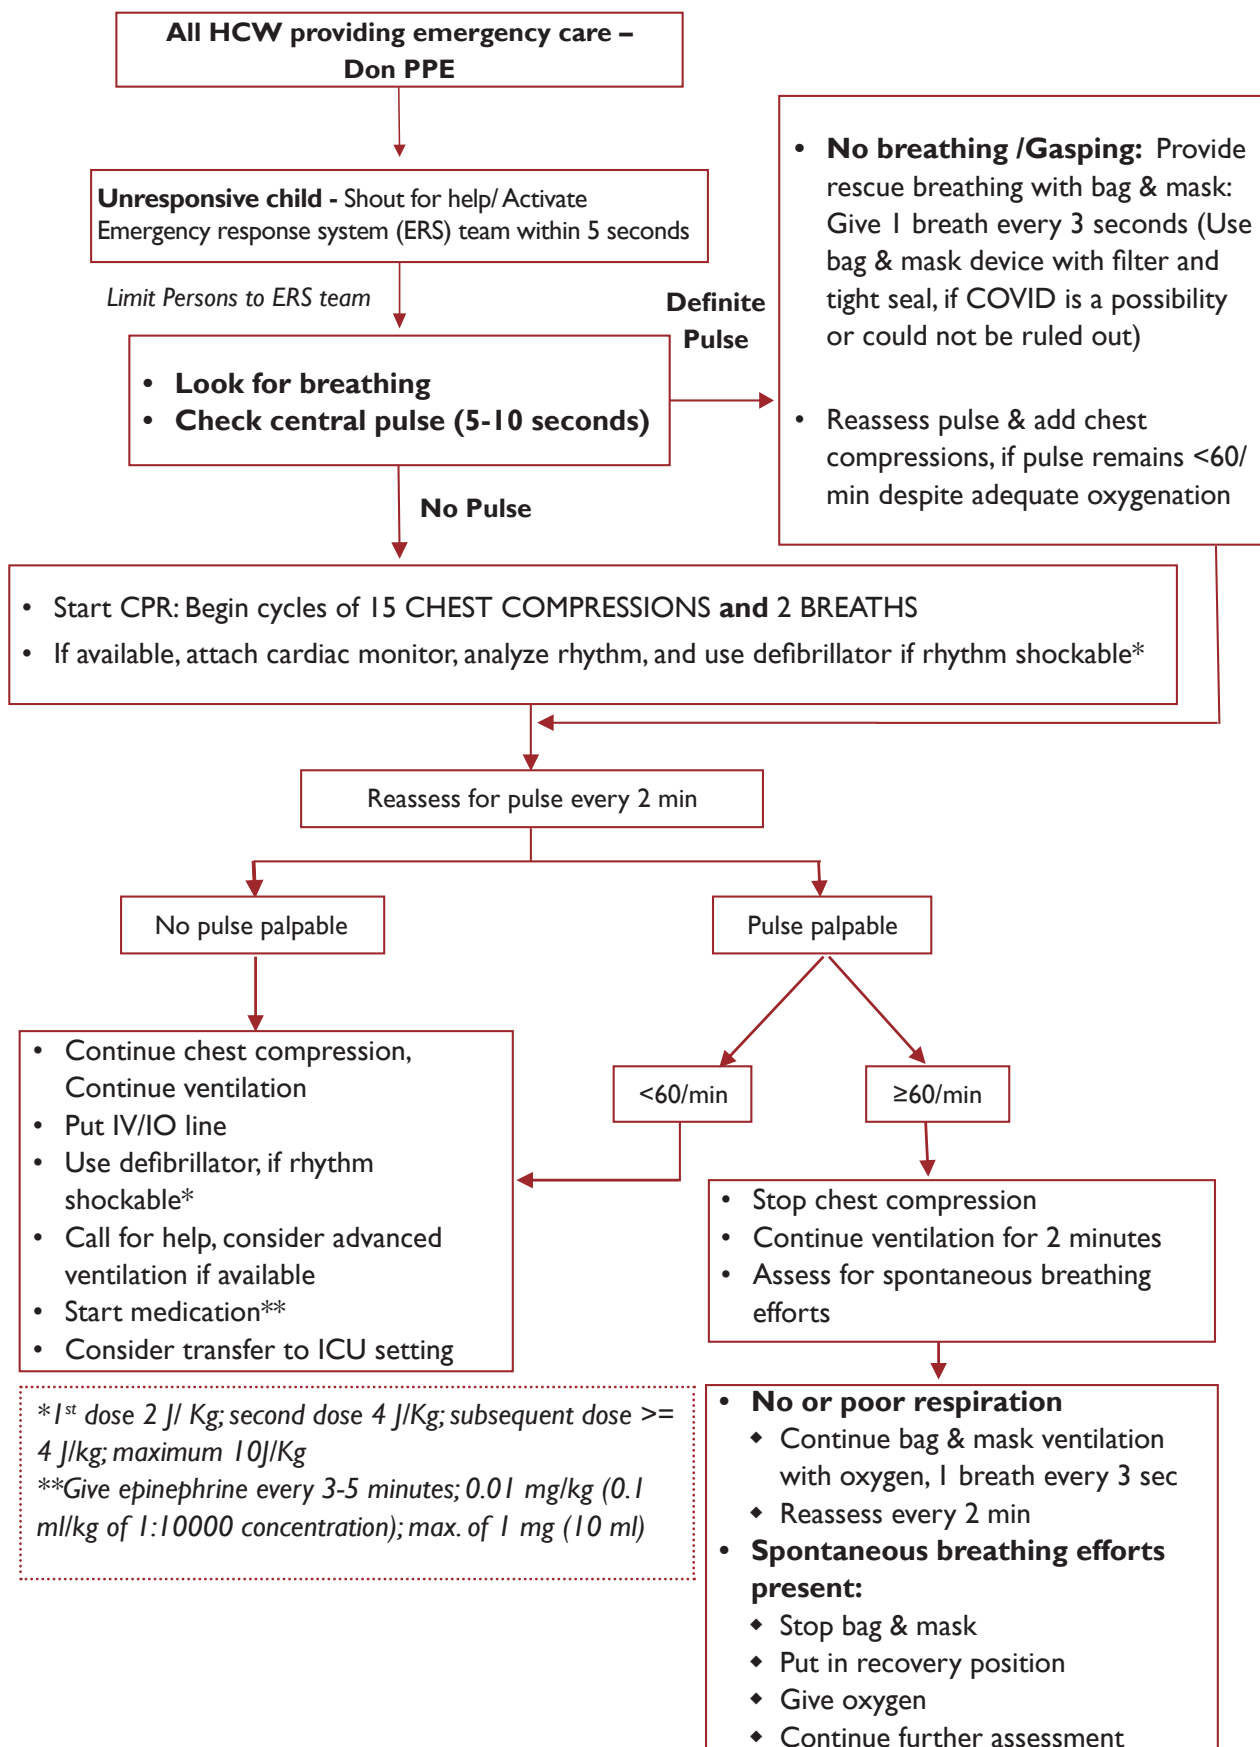 All HCW providing emergency care –
Don PPE
Unresponsive child - Shout for help/ Activate
Emergency response system (ERS) team within 5 seconds
Limit Persons to ERS team
• Look for breathing
• Check central pulse (5-10 seconds)
Definite
Pulse
• No breathing /Gasping: Provide
rescue breathing with bag & mask:
Give 1 breath every 3 seconds (Use
bag & mask device with filter and
tight seal, if COVID is a possibility
or could not be ruled out)
• Reassess pulse & add chest
compressions, if pulse remains <60/
min despite adequate oxygenation
No Pulse
• Start CPR: Begin cycles of 15 CHEST COMPRESSIONS and 2 BREATHS
• If available, attach cardiac monitor, analyze rhythm, and use defibrillator if rhythm shockable*
Reassess for pulse every 2 min
No pulse palpable
Pulse palpable
• Continue chest compression,
Continue ventilation
• Put IV/IO line
• Use defibrillator, if rhythm
shockable*
• Call for help, consider advanced
ventilation if available
• Start medication**
• Consider transfer to ICU setting
<60/min
≥60/min
• Stop chest compression
• Continue ventilation for 2 minutes
• Assess for spontaneous breathing
efforts
*1st dose 2 J/ Kg; second dose 4 J/Kg; subsequent dose >=
4 J/kg; maximum 10J/Kg
**Give epinephrine every 3-5 minutes; 0.01 mg/kg (0.1
ml/kg of 1:10000 concentration); max. of 1 mg (10 ml)
• No or poor respiration
◆ Continue bag & mask ventilation
with oxygen, 1 breath every 3 sec
◆ Reassess every 2 min
• Spontaneous breathing efforts
present:
◆ Stop bag & mask
◆ Put in recovery position
◆ Give oxygen
◆ Continue further assessment